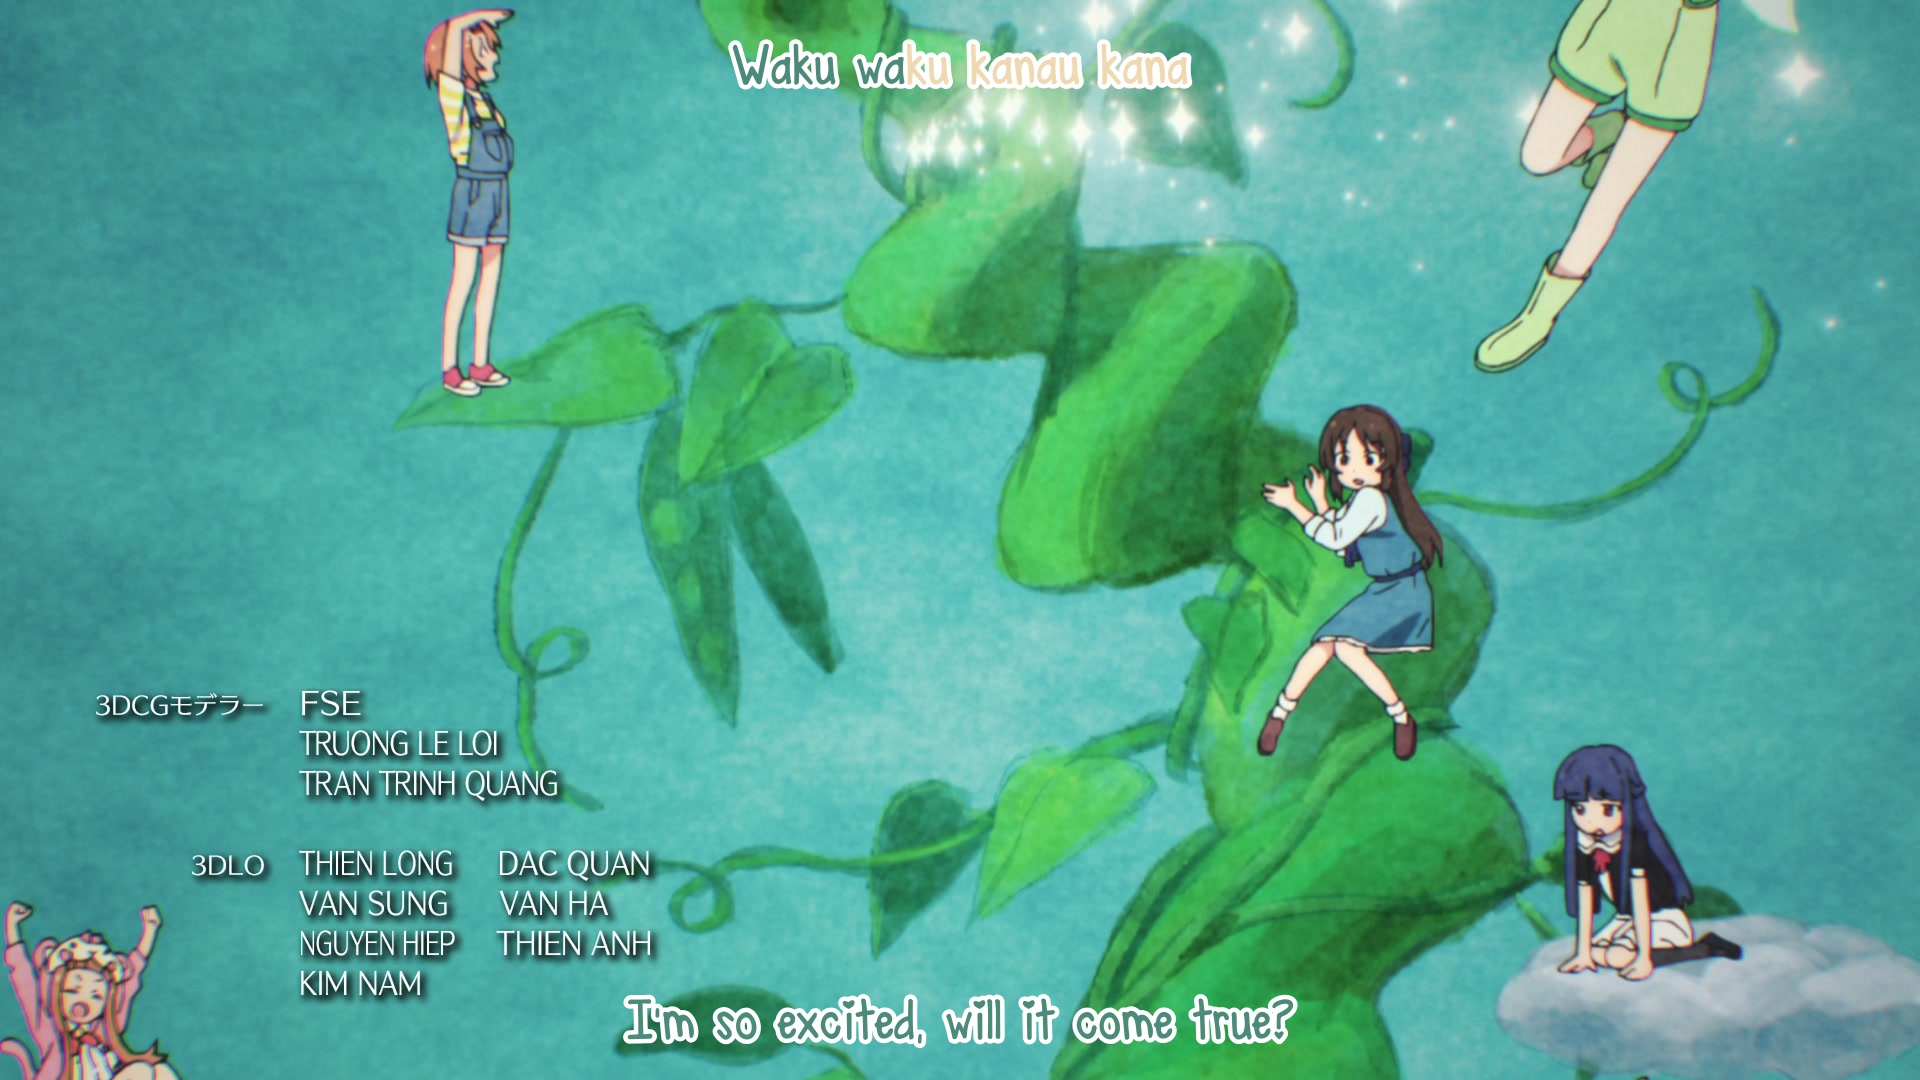 Waku waku kanau kana
3DCGモデラー FSE
TRUONG LE LOI
TRAN TRINH QUANG
3DLO THIEN LONG DAC QUAN
VAN SUNG VAN HA
NGUYEN HIEP THIEN ANH
KIM NAM
I'm so excited, will it come true?